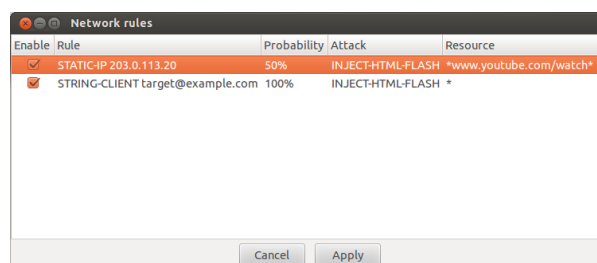 Network rules
Enable Rule Probability Attack Resource
STATIC-IP 203.0.113.20 50% INJECT-HTML-FLASH *www.youtube.com/watch*
STRING-CLIENT target@example.com 100% INJECT-HTML-FLASH *
Cancel Apply